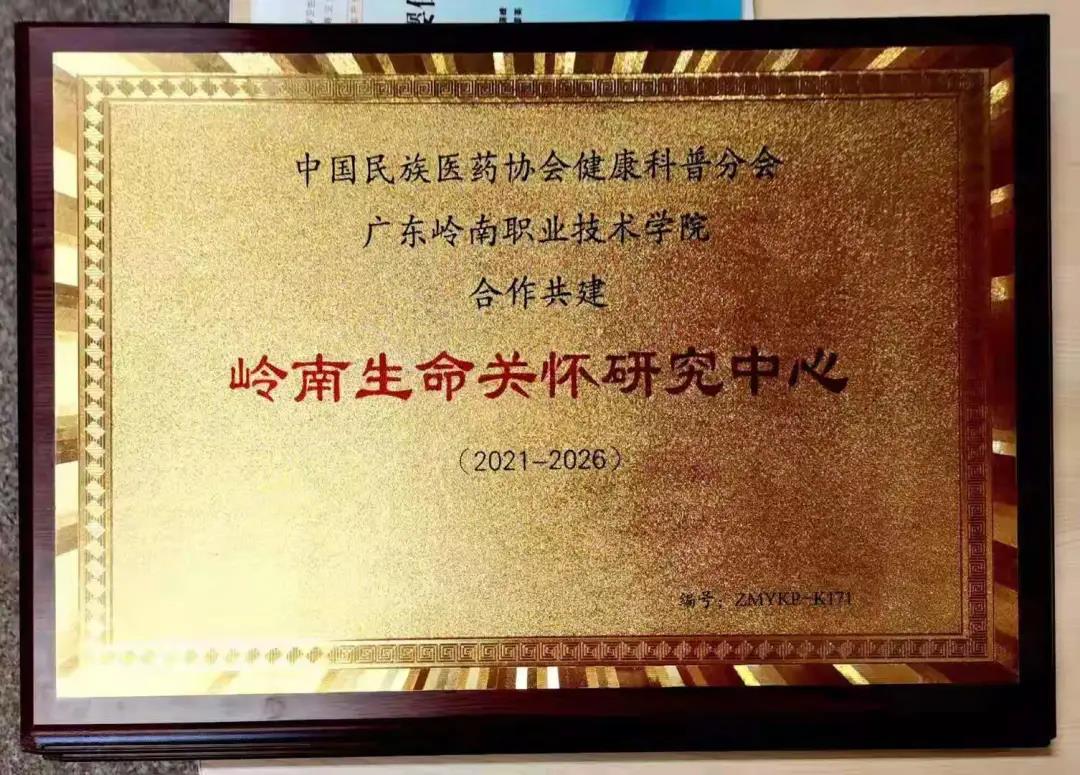 中国民族医药协会健康科普分会
广东岭南职业技术学院
合作共建
岭南生命关怀研究中心
（2021-2026）
编号：ZMYKP-K171